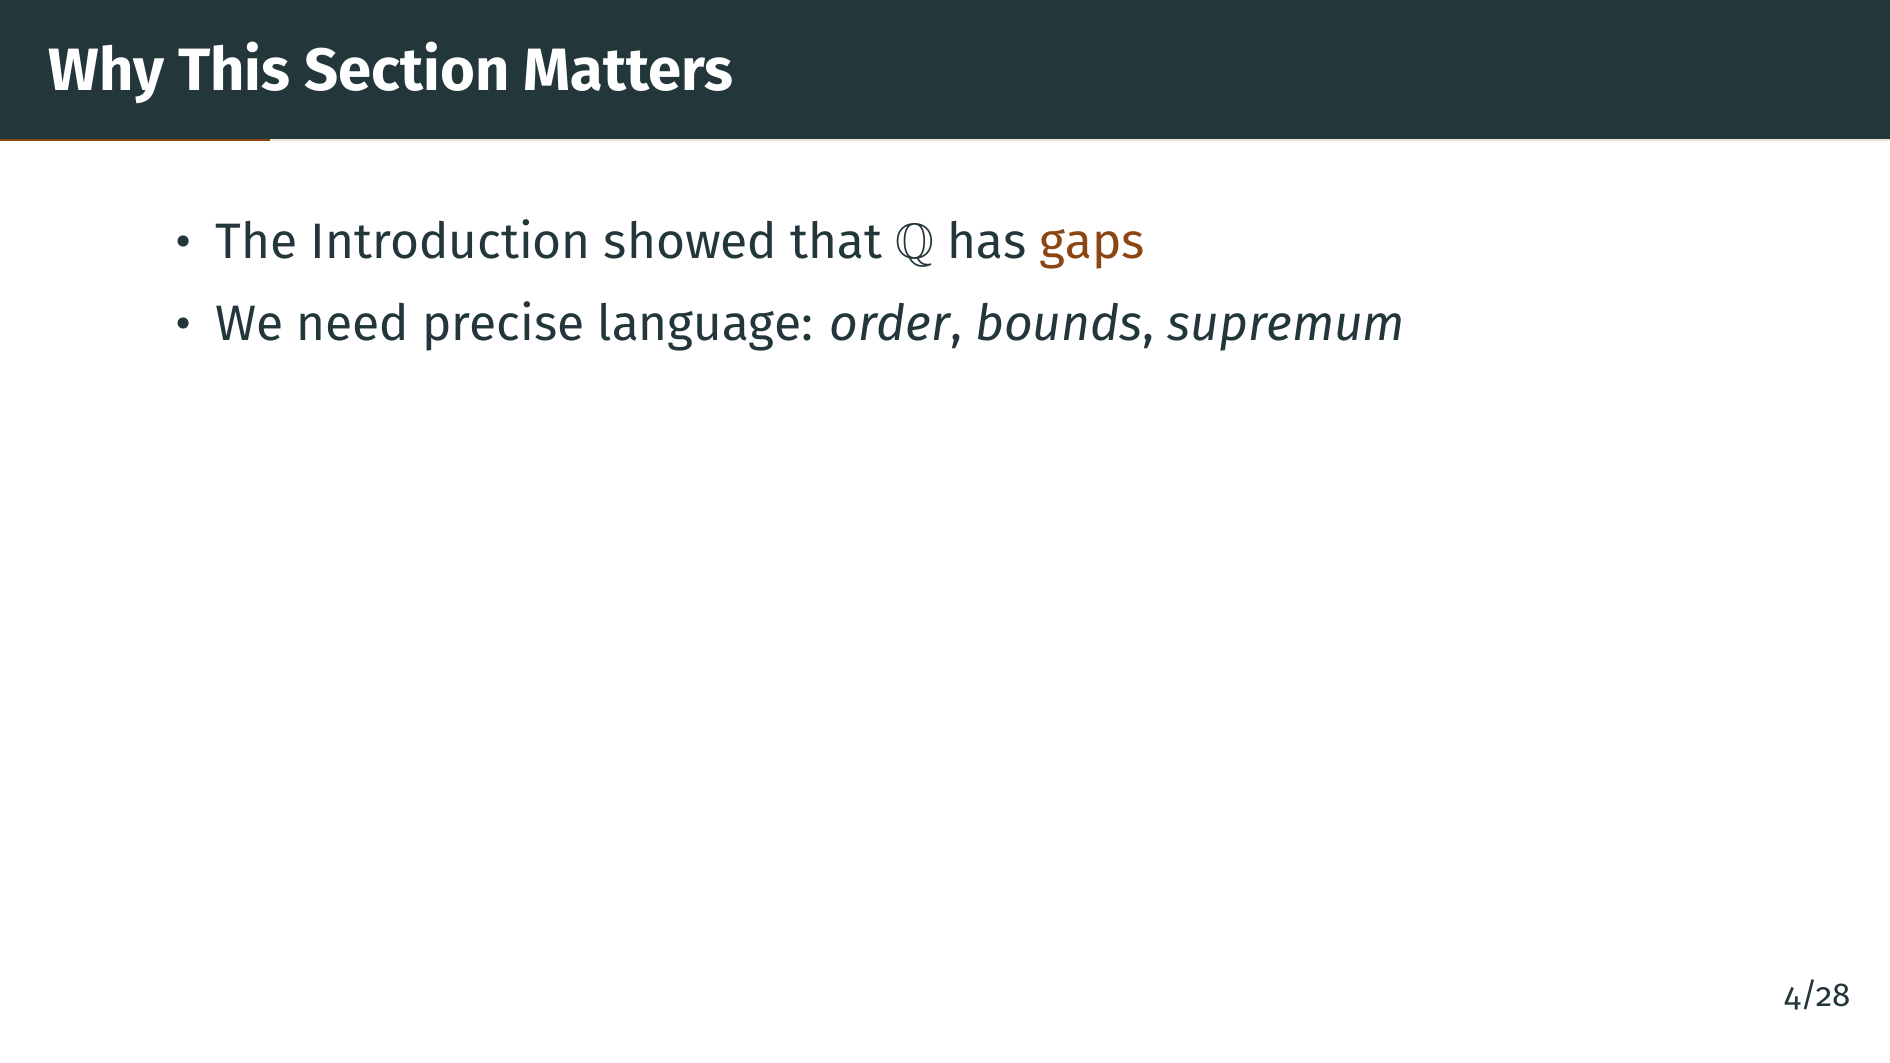 Why This Section Matters
• The Introduction showed that ℚ has gaps
• We need precise language: order, bounds, supremum
4/28